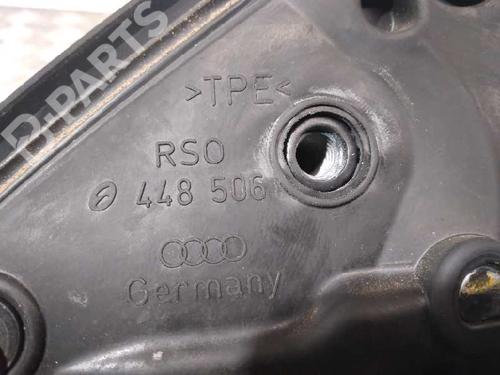 B-PARTS
>TPE<
RSO
448 506
Germany